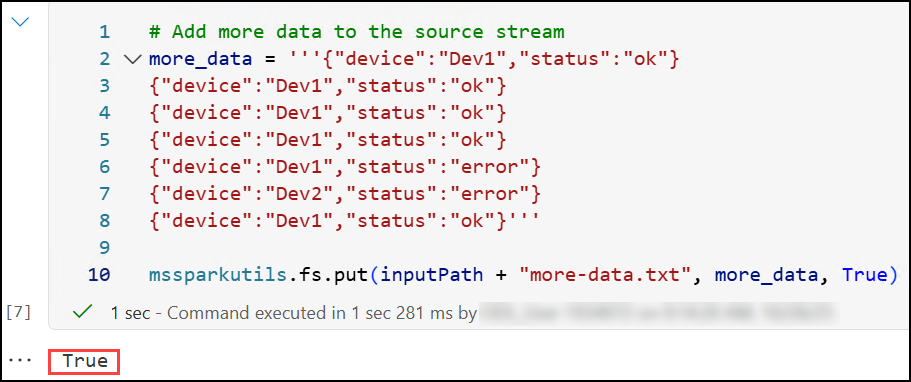 1 # Add more data to the source stream
2 more_data = '''{"device":"Dev1","status":"ok"}
3 {"device":"Dev1","status":"ok"}
4 {"device":"Dev1","status":"ok"}
5 {"device":"Dev1","status":"ok"}
6 {"device":"Dev1","status":"error"}
7 {"device":"Dev2","status":"error"}
8 {"device":"Dev1","status":"ok"}'''
9
10 mssparkutils.fs.put(inputPath + "more-data.txt", more_data, True)
[7] 1 sec - Command executed in 1 sec 281 ms by
... True